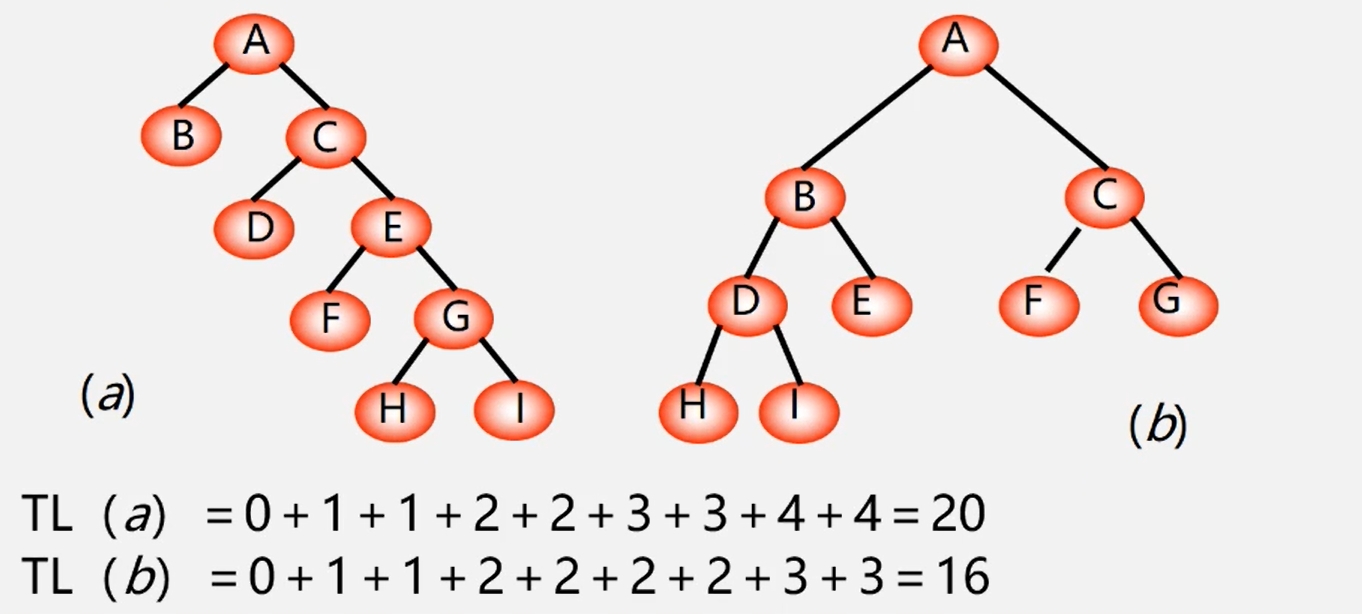 A
B
C
D
E
F
G
H
I
(a)
A
B
C
D
E
F
G
H
I
(b)
TL (a) = 0 + 1 + 1 + 2 + 2 + 3 + 3 + 4 + 4 = 20
TL (b) = 0 + 1 + 1 + 2 + 2 + 2 + 2 + 3 + 3 = 16